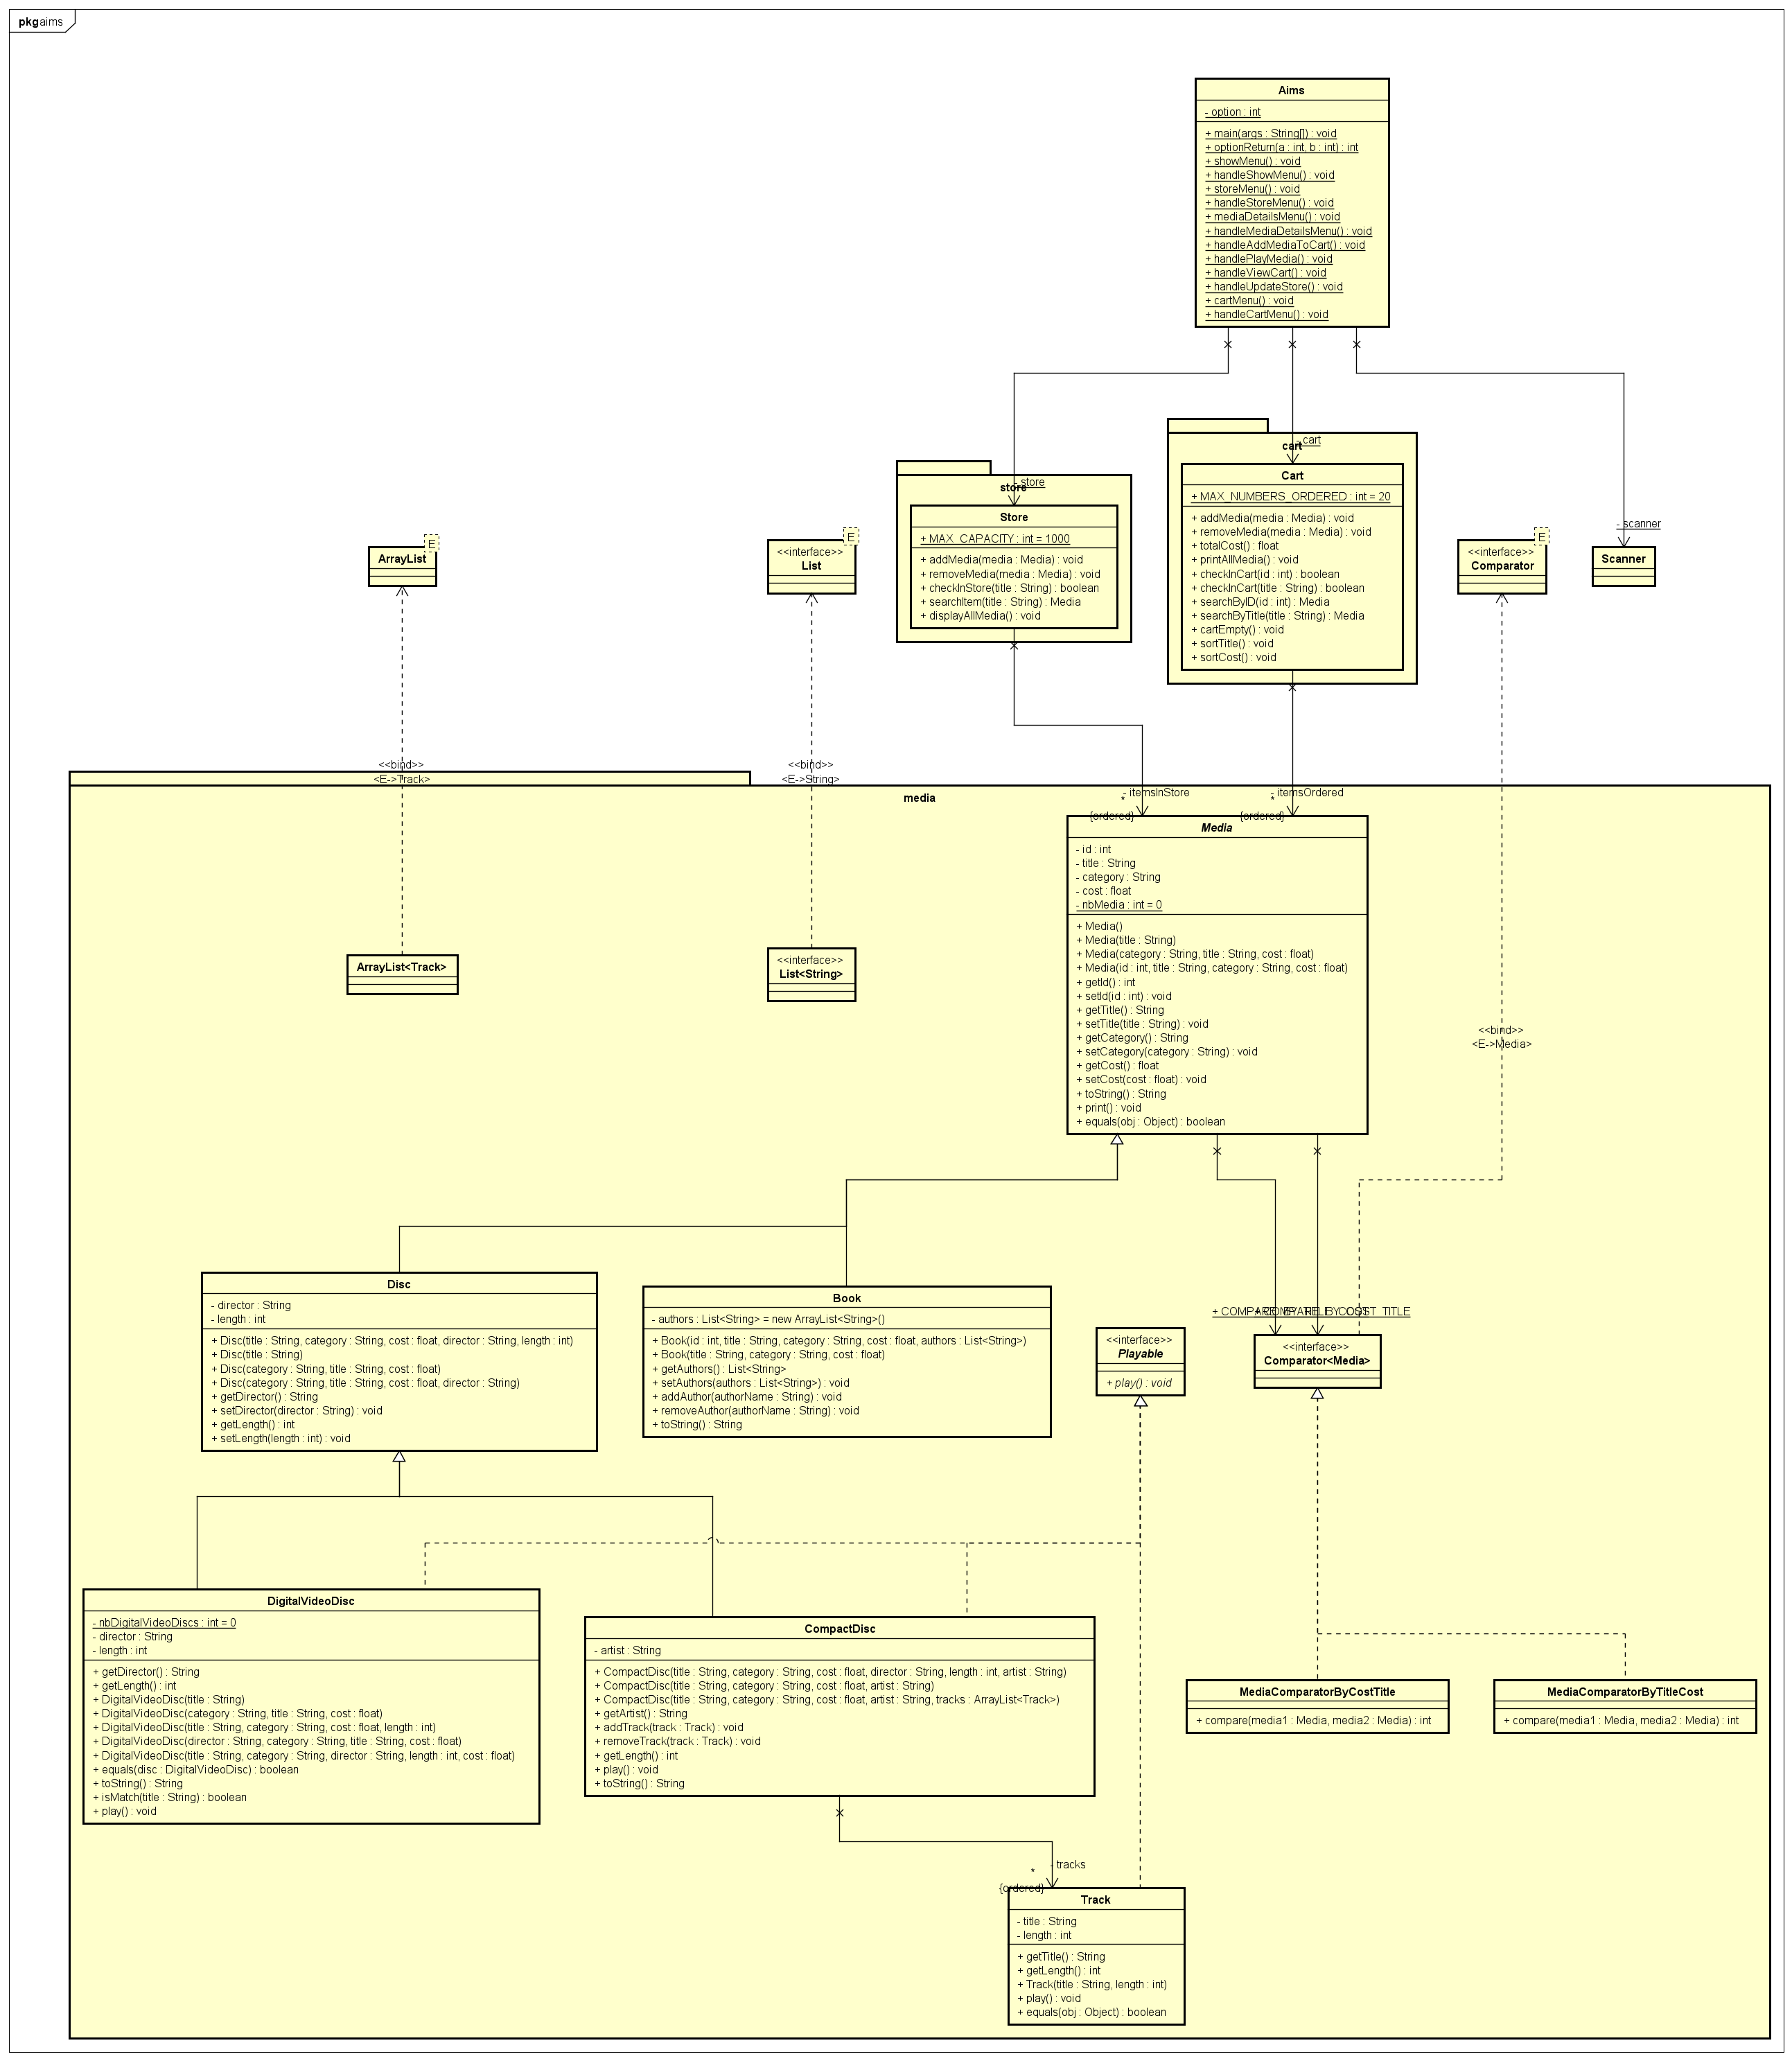 pkg aims
Aims
- option : int
+ main(args : String[]) : void
+ optionReturn(a : int, b : int) : int
+ showMenu() : void
+ handleShowMenu() : void
+ storeMenu() : void
+ handleStoreMenu() : void
+ mediaDetailsMenu() : void
+ handleMediaDetailsMenu() : void
+ handleAddMediaToCart() : void
+ handlePlayMedia() : void
+ handleViewCart() : void
+ handleUpdateStore() : void
+ cartMenu() : void
+ handleCartMenu() : void
- cart
cart
Cart
+ MAX_NUMBERS_ORDERED : int = 20
+ addMedia(media : Media) : void
+ removeMedia(media : Media) : void
+ totalCost() : float
+ printAllMedia() : void
+ checkInCart(id : int) : boolean
+ checkInCart(title : String) : boolean
+ searchByID(id : int) : Media
+ searchByTitle(title : String) : Media
+ cartEmpty() : void
+ sortTitle() : void
+ sortCost() : void
- store
store
Store
+ MAX_CAPACITY : int = 1000
+ addMedia(media : Media) : void
+ removeMedia(media : Media) : void
+ checkInStore(title : String) : boolean
+ searchItem(title : String) : Media
+ displayAllMedia() : void
E
ArrayList
E
<<interface>>
List
E
<<interface>>
Comparator
- scanner
Scanner
<<bind>>
<E->Track>
<<bind>>
<E->String>
media
- itemsInStore
*
{ordered}
- itemsOrdered
*
{ordered}
Media
- id : int
- title : String
- category : String
- cost : float
- nbMedia : int = 0
+ Media()
+ Media(title : String)
+ Media(category : String, title : String, cost : float)
+ Media(id : int, title : String, category : String, cost : float)
+ getId() : int
+ setId(id : int) : void
+ getTitle() : String
+ setTitle(title : String) : void
+ getCategory() : String
+ setCategory(category : String) : void
+ getCost() : float
+ setCost(cost : float) : void
+ toString() : String
+ print() : void
+ equals(obj : Object) : boolean
ArrayList<Track>
<<interface>>
List<String>
<<bind>>
<E->Media>
Disc
- director : String
- length : int
+ Disc(title : String, category : String, cost : float, director : String, length : int)
+ Disc(title : String)
+ Disc(category : String, title : String, cost : float)
+ Disc(category : String, title : String, cost : float, director : String)
+ getDirector() : String
+ setDirector(director : String) : void
+ getLength() : int
+ setLength(length : int) : void
Book
- authors : List<String> = new ArrayList<String>()
+ Book(id : int, title : String, category : String, cost : float, authors : List<String>)
+ Book(title : String, category : String, cost : float)
+ getAuthors() : List<String>
+ setAuthors(authors : List<String>) : void
+ addAuthor(authorName : String) : void
+ removeAuthor(authorName : String) : void
+ toString() : String
<<interface>>
Playable
+ play() : void
<<interface>>
Comparator<Media>
DigitalVideoDisc
- nbDigitalVideoDiscs : int = 0
- director : String
- length : int
+ getDirector() : String
+ getLength() : int
+ DigitalVideoDisc(title : String)
+ DigitalVideoDisc(category : String, title : String, cost : float)
+ DigitalVideoDisc(title : String, category : String, cost : float, length : int)
+ DigitalVideoDisc(director : String, category : String, title : String, cost : float)
+ DigitalVideoDisc(title : String, category : String, director : String, length : int, cost : float)
+ equals(disc : DigitalVideoDisc) : boolean
+ toString() : String
+ isMatch(title : String) : boolean
+ play() : void
CompactDisc
- artist : String
+ CompactDisc(title : String, category : String, cost : float, director : String, length : int, artist : String)
+ CompactDisc(title : String, category : String, cost : float, artist : String)
+ CompactDisc(title : String, category : String, cost : float, artist : String, tracks : ArrayList<Track>)
+ getArtist() : String
+ addTrack(track : Track) : void
+ removeTrack(track : Track) : void
+ getLength() : int
+ play() : void
+ toString() : String
MediaComparatorByCostTitle
+ compare(media1 : Media, media2 : Media) : int
MediaComparatorByTitleCost
+ compare(media1 : Media, media2 : Media) : int
- tracks
*
{ordered}
Track
- title : String
- length : int
+ getTitle() : String
+ getLength() : int
+ Track(title : String, length : int)
+ play() : void
+ equals(obj : Object) : boolean